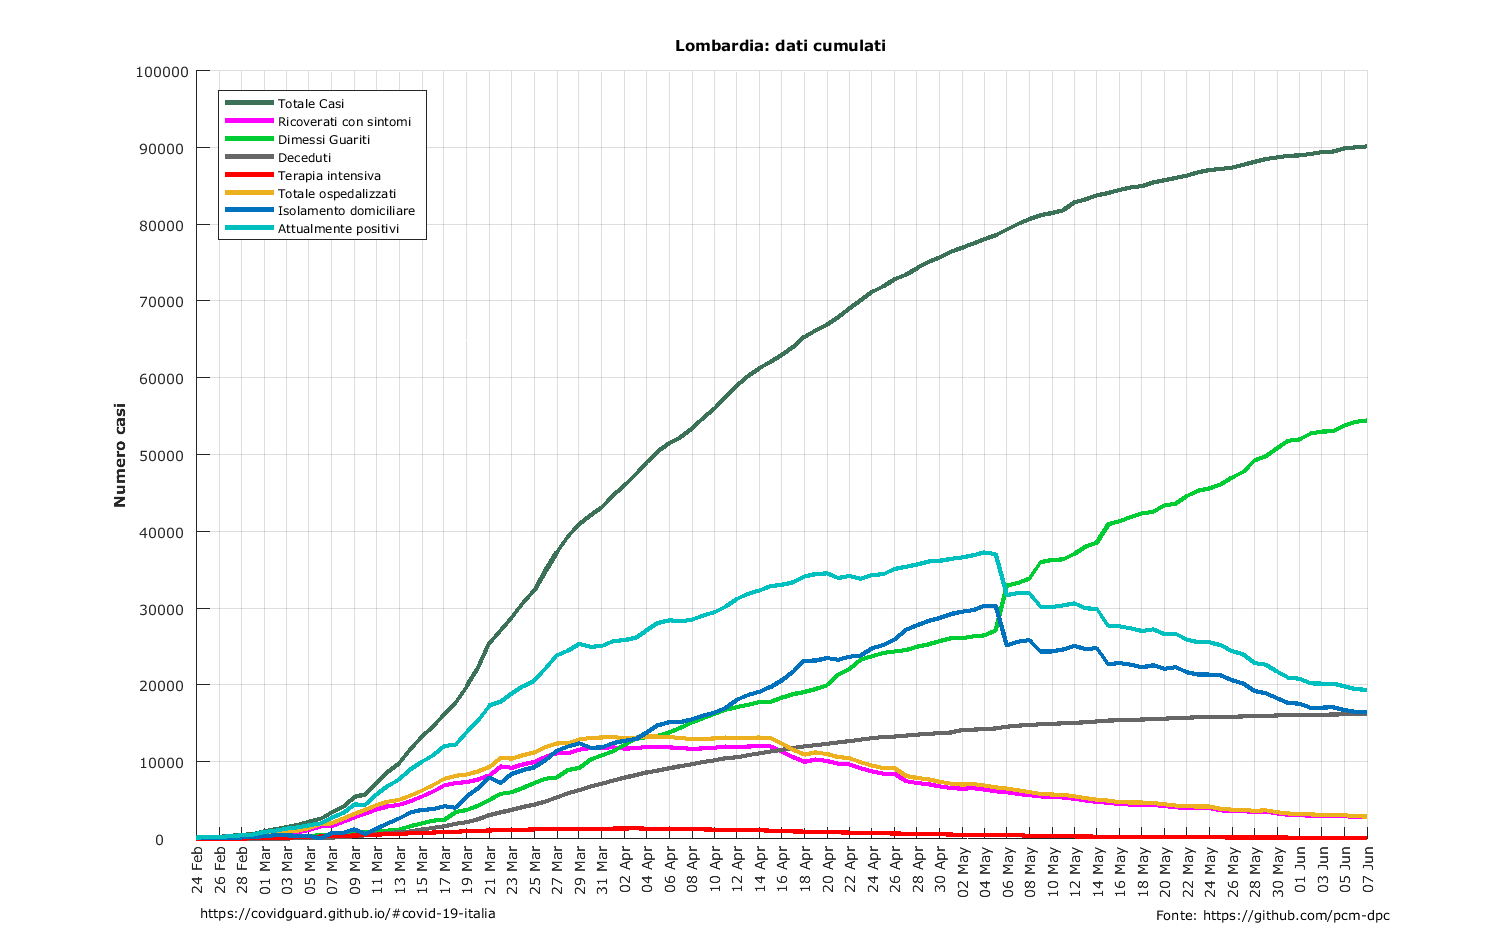 Lombardia: dati cumulati
100000
90000
80000
70000
60000
50000
40000
30000
20000
10000
0
Numero casi
Totale Casi
Ricoverati con sintomi
Dimessi Guariti
Deceduti
Terapia intensiva
Totale ospedalizzati
Isolamento domiciliare
Attualmente positivi
24 Feb
26 Feb
28 Feb
01 Mar
03 Mar
05 Mar
07 Mar
09 Mar
11 Mar
13 Mar
15 Mar
17 Mar
19 Mar
21 Mar
23 Mar
25 Mar
27 Mar
29 Mar
31 Mar
02 Apr
04 Apr
06 Apr
08 Apr
10 Apr
12 Apr
14 Apr
16 Apr
18 Apr
20 Apr
22 Apr
24 Apr
26 Apr
28 Apr
30 Apr
02 May
04 May
06 May
08 May
10 May
12 May
14 May
16 May
18 May
20 May
22 May
24 May
26 May
28 May
30 May
01 Jun
03 Jun
05 Jun
07 Jun
https://covidguard.github.io/#covid-19-italia
Fonte: https://github.com/pcm-dpc